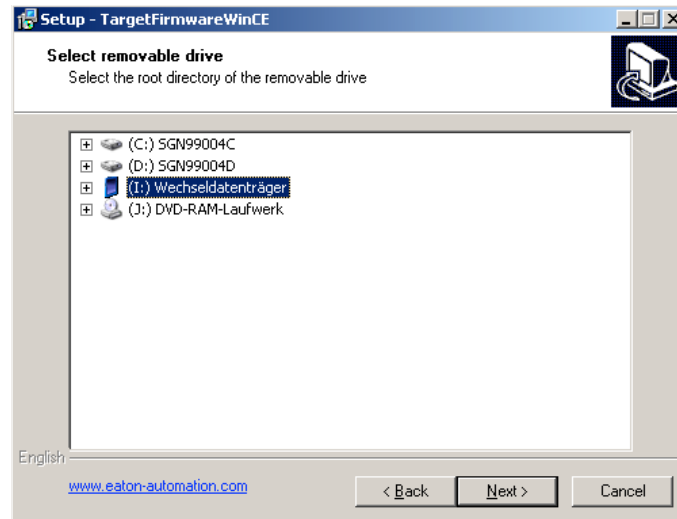 Setup - TargetFirmwareWinCE
Select removable drive
Select the root directory of the removable drive
(C:) SGN99004C
(D:) SGN99004D
(I:) Wechseldatenträger
(J:) DVD-RAM-Laufwerk
English
www.eaton-automation.com
< Back Next > Cancel